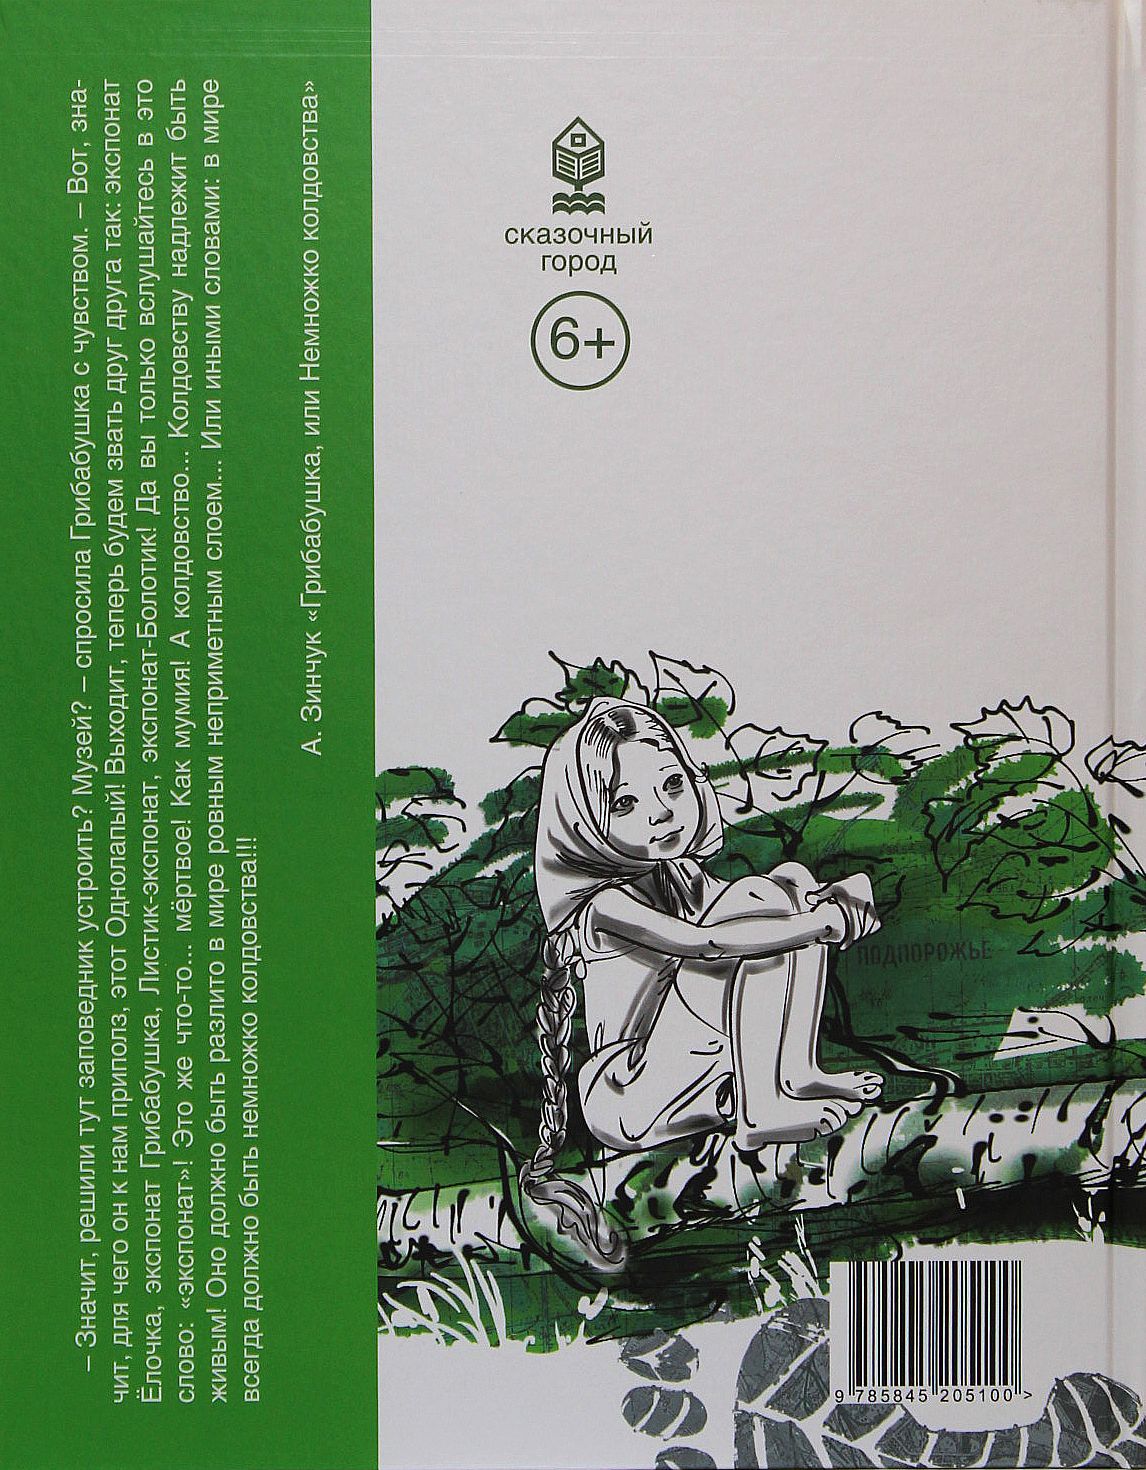 – Значит, решили тут заповедник устроить? Музей? – спросила Грибабушка с чувством. – Вот, зна-
чит, для чего он к нам приполз, этот Однолапый! Выходит, теперь будем звать друг друга так: экспонат
Ёлочка, экспонат Грибабушка, Листик-экспонат, экспонат-Болотик! Да вы только вслушайтесь в это
слово: «экспонат»! Это же что-то... мёртвое! Как мумия! А колдовство... Колдовству надлежит быть
живым! Оно должно быть разлито в мире ровным неприметным слоем... Или иными словами: в мире
всегда должно быть немножко колдовства!!!
А. Зинчук «Грибабушка, или Немножко колдовства»
сказочный
город
6+
ПОДПОРОЖЬЕ
9 785845 205100 >